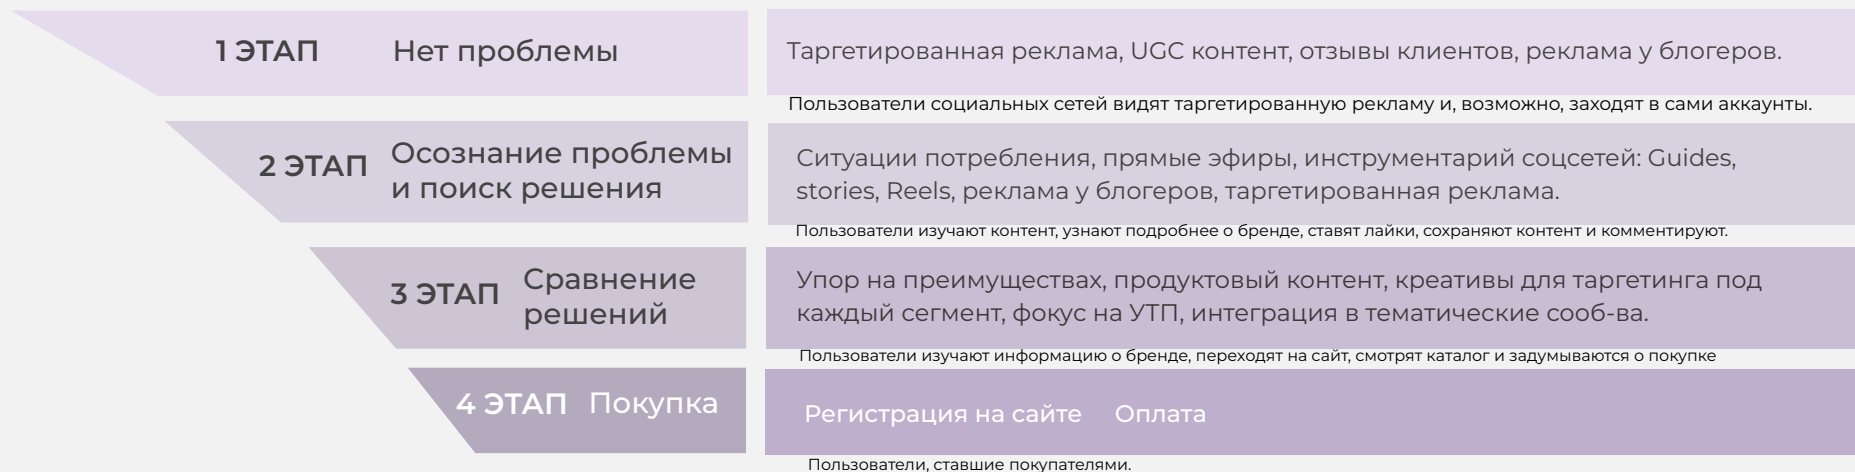 1 ЭТАП Нет проблемы
Таргетированная реклама, UGC контент, отзывы клиентов, реклама у блогеров.
Пользователи социальных сетей видят таргетированную рекламу и, возможно, заходят в сами аккаунты.
2 ЭТАП
Осознание проблемы
и поиск решения
Ситуации потребления, прямые эфиры, инструментарий соцсетей: Guides,
stories, Reels, реклама у блогеров, таргетированная реклама.
Пользователи изучают контент, узнают подробнее о бренде, ставят лайки, сохраняют контент и комментируют.
3 ЭТАП
Сравнение
решений
Упор на преимуществах, продуктовый контент, креативы для таргетинга под
каждый сегмент, фокус на УТП, интеграция в тематические сооб-ва.
Пользователи изучают информацию о бренде, переходят на сайт, смотрят каталог и задумываются о покупке
4 ЭТАП Покупка
Регистрация на сайте Оплата
Пользователи, ставшие покупателями.